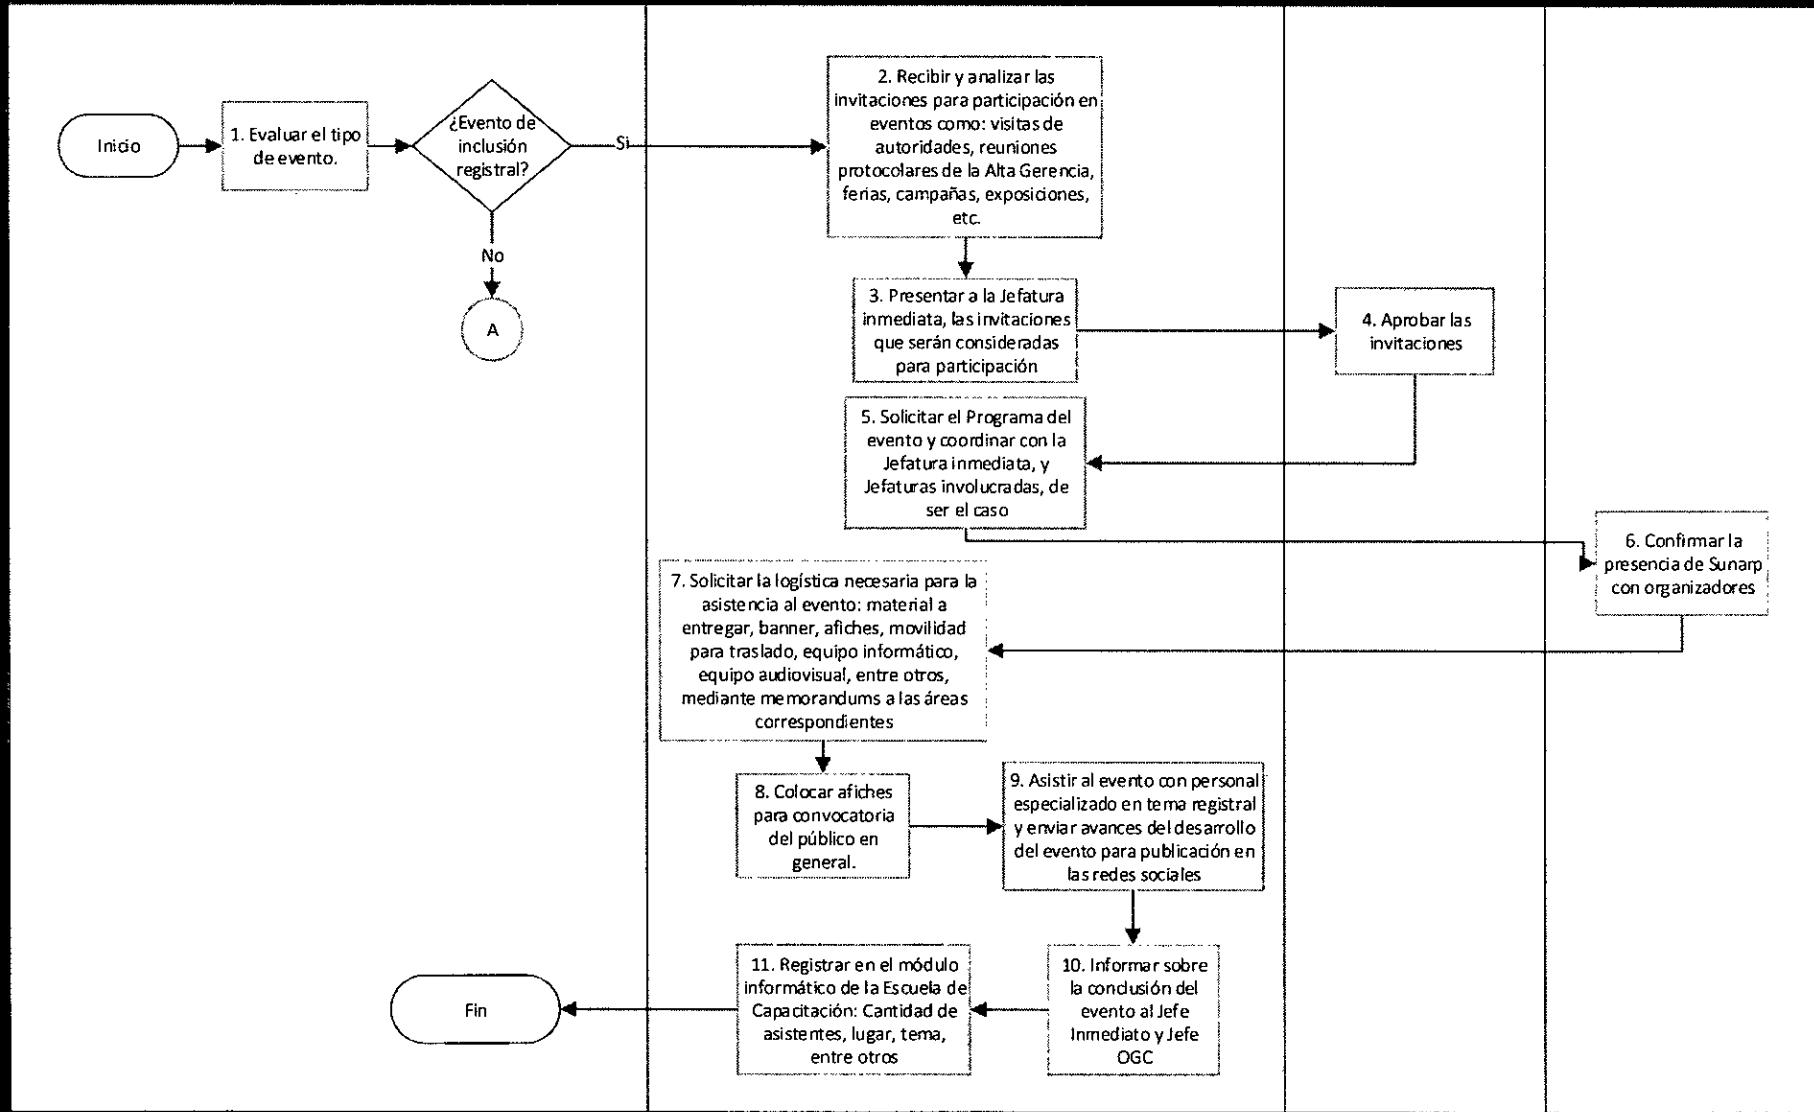 Inicio
1. Evaluar el tipo
de evento.
¿Evento de
inclusión
registral?
Si
No
A
2. Recibir y analizar las
invitaciones para participación en
eventos como: visitas de
autoridades, reuniones
protocolares de la Alta Gerencia,
ferias, campañas, exposiciones,
etc.
3. Presentar a la Jefatura
inmediata, las invitaciones
que serán consideradas
para participación
4. Aprobar las
invitaciones
5. Solicitar el Programa del
evento y coordinar con la
Jefatura inmediata, y
Jefaturas involucradas, de
ser el caso
6. Confirmar la
presencia de Sunarp
con organizadores
7. Solicitar la logística necesaria para la
asistencia al evento: material a
entregar, banner, afiches, movilidad
para traslado, equipo informático,
equipo audiovisual, entre otros,
mediante memorandums a las áreas
correspondientes
8. Colocar afiches
para convocatoria
del público en
general.
9. Asistir al evento con personal
especializado en tema registral
y enviar avances del desarrollo
del evento para publicación en
las redes sociales
10. Informar sobre
la conclusión del
evento al Jefe
Inmediato y Jefe
OGC
11. Registrar en el módulo
informático de la Escuela de
Capacitación: Cantidad de
asistentes, lugar, tema,
entre otros
Fin